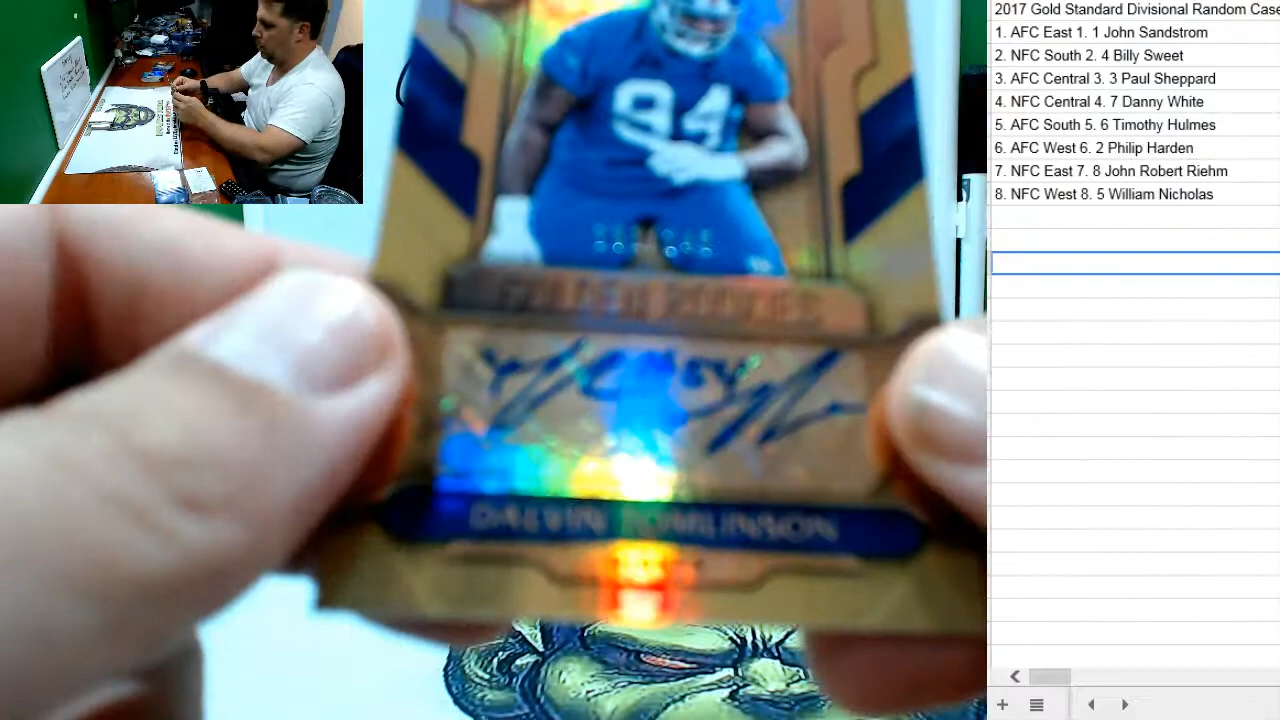 94
GOLDEN ROOKIES
DALVIN TOMLINSON
2017 Gold Standard Divisional Random Case
1. AFC East 1. 1 John Sandstrom
2. NFC South 2. 4 Billy Sweet
3. AFC Central 3. 3 Paul Sheppard
4. NFC Central 4. 7 Danny White
5. AFC South 5. 6 Timothy Hulmes
6. AFC West 6. 2 Philip Harden
7. NFC East 7. 8 John Robert Riehm
8. NFC West 8. 5 William Nicholas